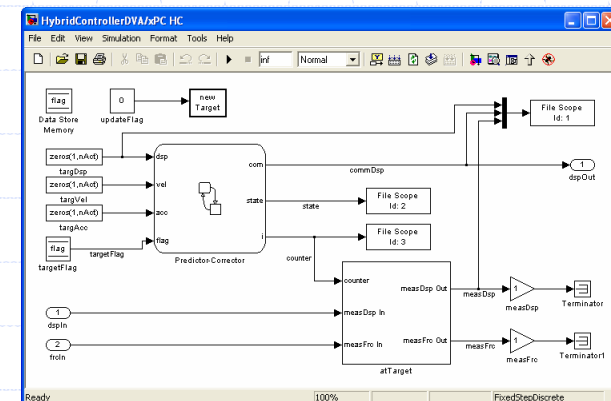 HybridControllerDVA/xPC HC
File Edit View Simulation Format Tools Help
inf Normal
flag
Data Store
Memory
0
updateFlag
new
Target
File Scope
Id: 1
zeros(1,nAct)
targDsp
zeros(1,nAct)
targVel
zeros(1,nAct)
targAcc
flag
targetFlag
targetFlag
dsp
vel
acc
flag
com
state
i
Predictor-Corrector
commDsp
1
dspOut
state
File Scope
Id: 2
File Scope
Id: 3
counter
1
dspIn
2
frcIn
counter
measDsp In
measFrc In
measDsp Out
measFrc Out
atTarget
measDsp
1
measDsp
Terminator
measFrc
1
measFrc
Terminator1
Ready 100% FixedStepDiscrete